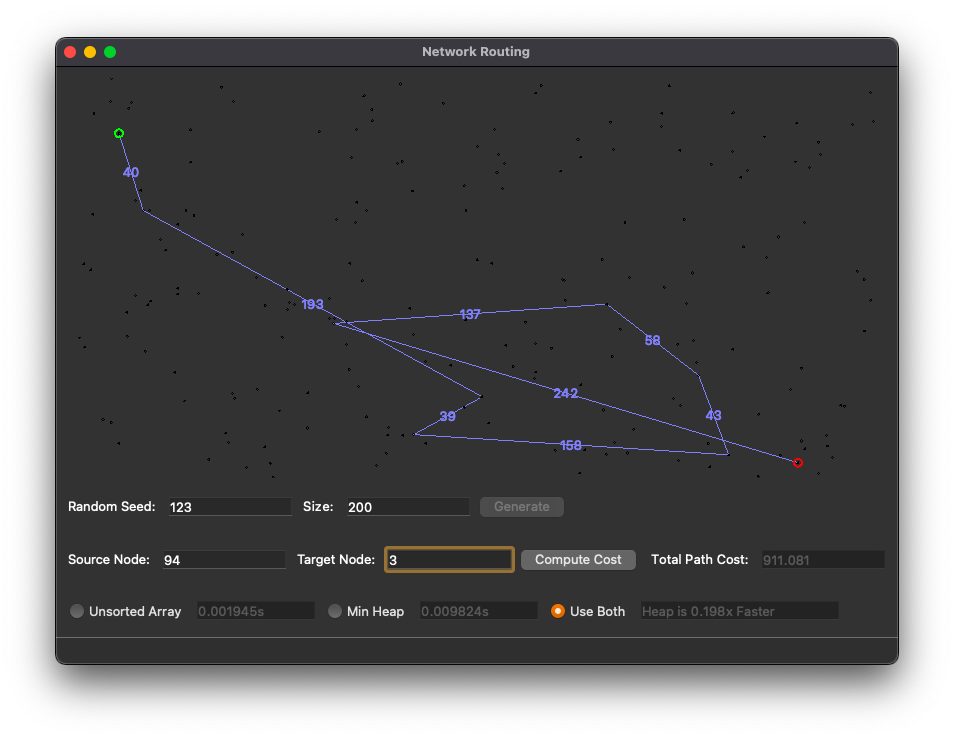 Network Routing
40
193
137
58
242
39
43
158
Random Seed: 123 Size: 200 Generate
Source Node: 94 Target Node: 3 Compute Cost Total Path Cost: 911.081
Unsorted Array 0.001945s Min Heap 0.009824s Use Both Heap is 0.198x Faster